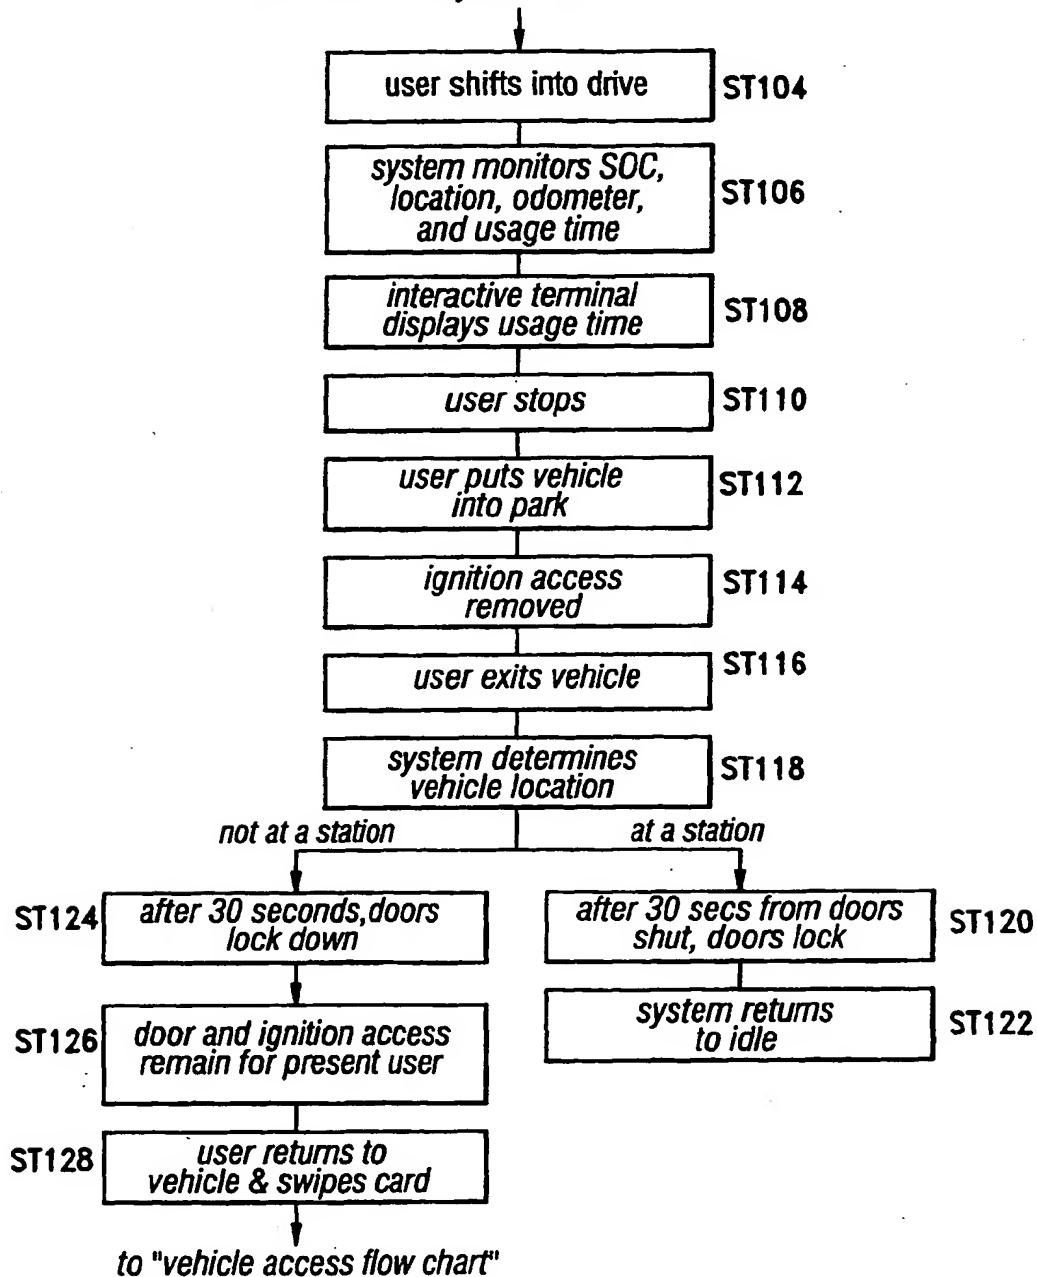 user shifts into drive
ST104
system monitors SOC,
location, odometer,
and usage time
ST106
interactive terminal
displays usage time
ST108
user stops
ST110
user puts vehicle
into park
ST112
ignition access
removed
ST114
user exits vehicle
ST116
system determines
vehicle location
ST118
not at a station
at a station
ST124
after 30 seconds, doors
lock down
after 30 secs from doors
shut, doors lock
ST120
ST126
door and ignition access
remain for present user
system returns
to idle
ST122
ST128
user returns to
vehicle & swipes card
to "vehicle access flow chart"